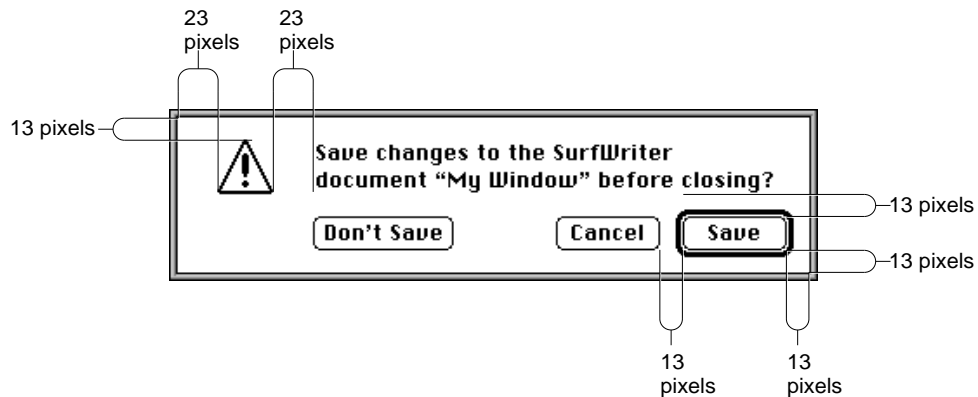 23
pixels
23
pixels
13 pixels
Save changes to the SurfWriter
document “My Window” before closing?
13 pixels
Don't Save
Cancel
Save
13 pixels
13
pixels
13
pixels